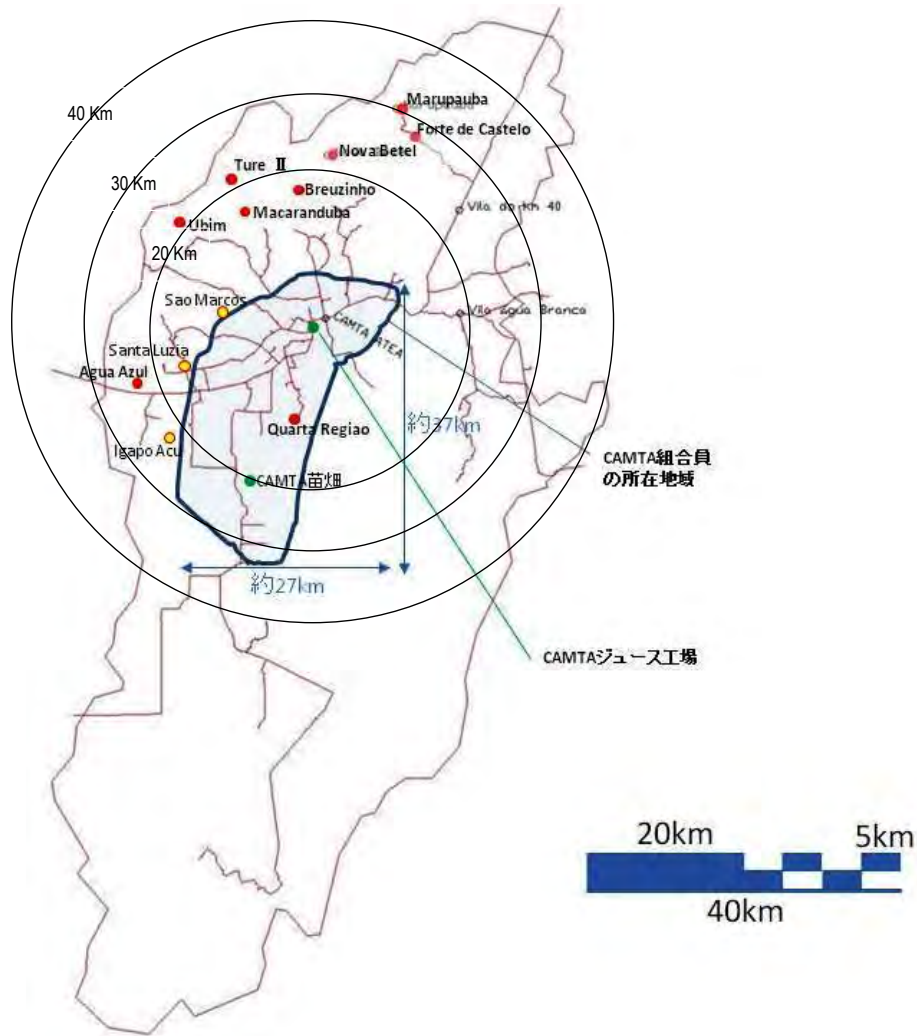 40 Km
Marupauba
Forte de Castelo
Nova Betel
30 Km
Ture Ⅱ
Breuzinho
Macaranduba
Vila do km 40
Ubim
20 Km
Sao Marcos
CAMTA
Vila Agua Branca
Santa Luzia
Agua Azul
Quarta Regiao
約37km
Igapo Acu
CAMTA組合員
の所在地域
CAMTA苗畑
約27km
CAMTAジュース工場
20km
5km
40km